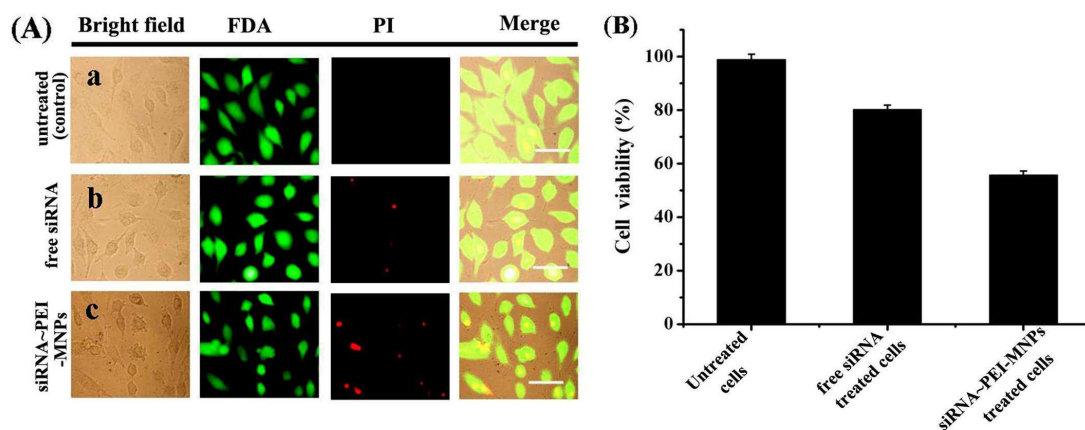 (A)
Bright field
FDA
PI
Merge
untreated
(control)
a
free siRNA
b
siRNA~PEI
-MNPs
c
(B)
Cell viability (%)
100
80
60
40
20
0
Untreated
cells
free siRNA
treated cells
siRNA~PEI-MNPs
treated cells